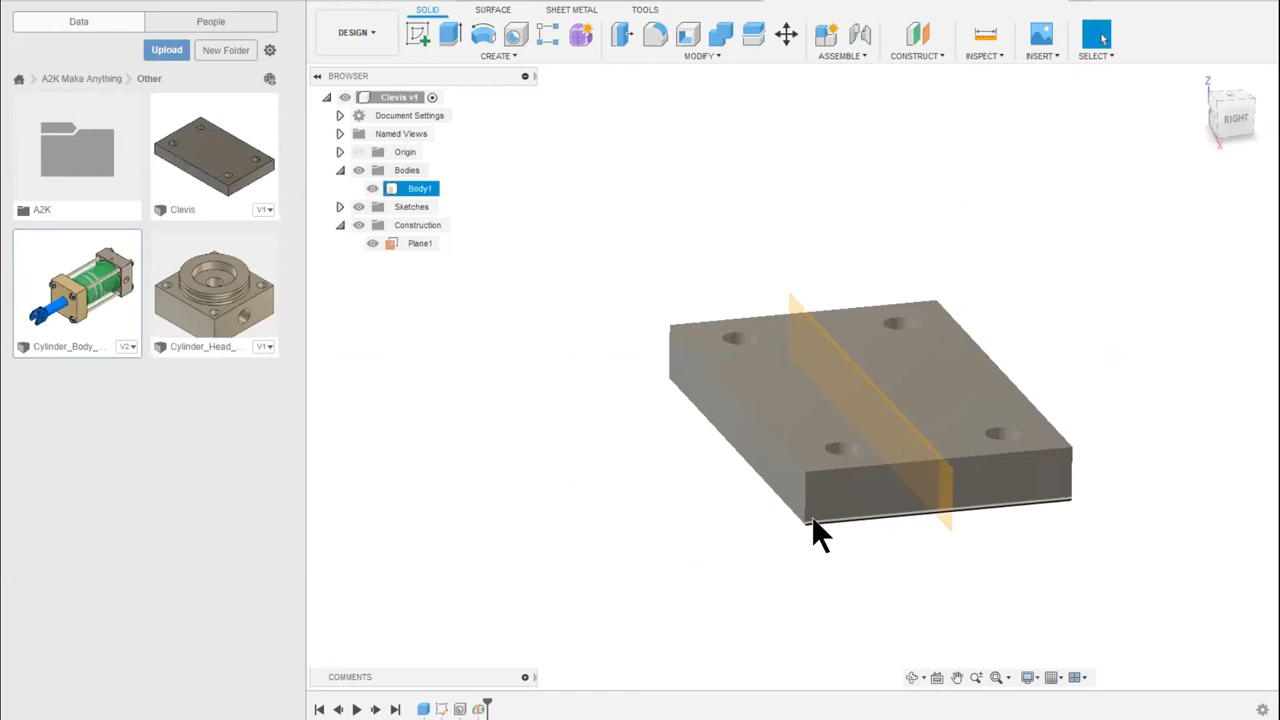 Data People
Upload New Folder
A2K Make Anything Other
A2K
Clevis V1
Cylinder_Body_... V2
Cylinder_Head_... V1
DESIGN
SOLID SURFACE SHEET METAL TOOLS
CREATE MODIFY ASSEMBLE CONSTRUCT INSPECT INSERT SELECT
BROWSER
Clevis v1
Document Settings
Named Views
Origin
Bodies
Body1
Sketches
Construction
Plane1
Z
RIGHT
X
COMMENTS